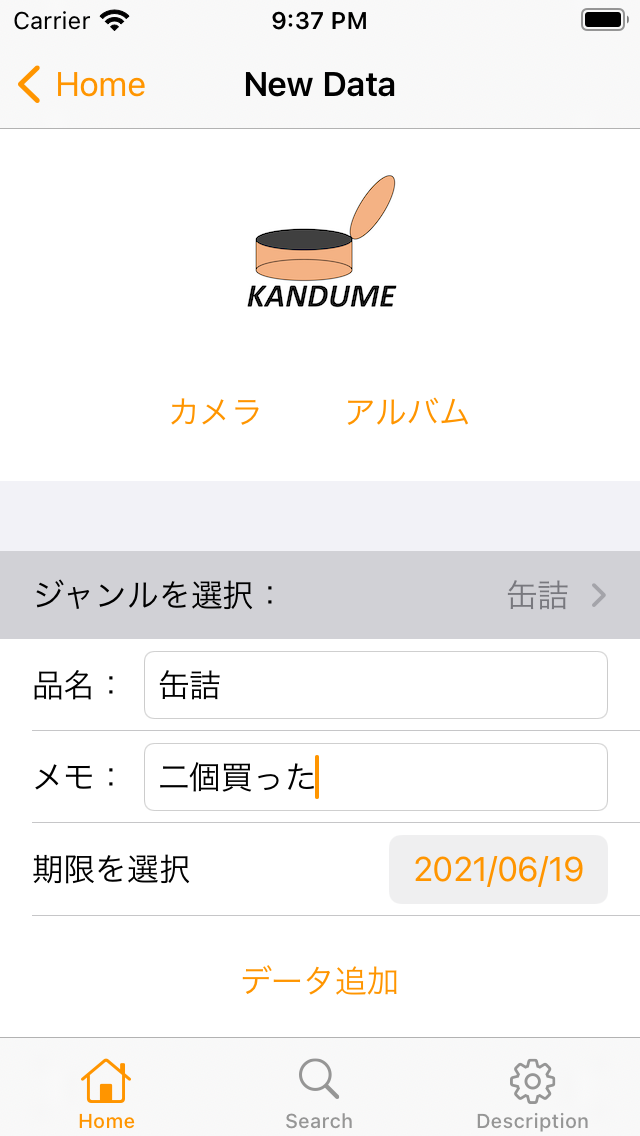 Carrier 9:37 PM
Home New Data
KANDUME
カメラ アルバム
ジャンルを選択： 缶詰
品名： 缶詰
メモ： 二個買った
期限を選択 2021/06/19
データ追加
Home Search Description